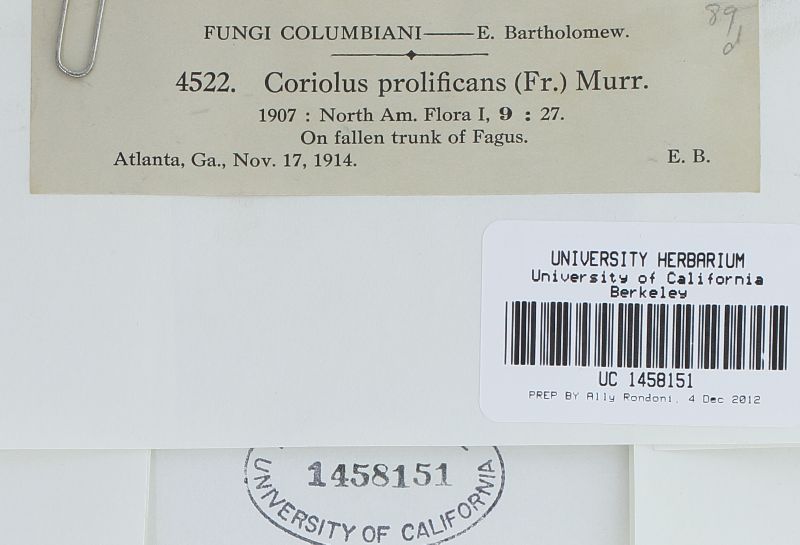 89
d
FUNGI COLUMBIANI——E. Bartholomew.
4522. Coriolus prolificans (Fr.) Murr.
1907 : North Am. Flora I, 9 : 27.
On fallen trunk of Fagus.
Atlanta, Ga., Nov. 17, 1914. E. B.
UNIVERSITY HERBARIUM
University of California
Berkeley
UC 1458151
PREP BY Ally Rondoni, 4 Dec 2012
1458151
UNIVERSITY OF CALIFORNIA